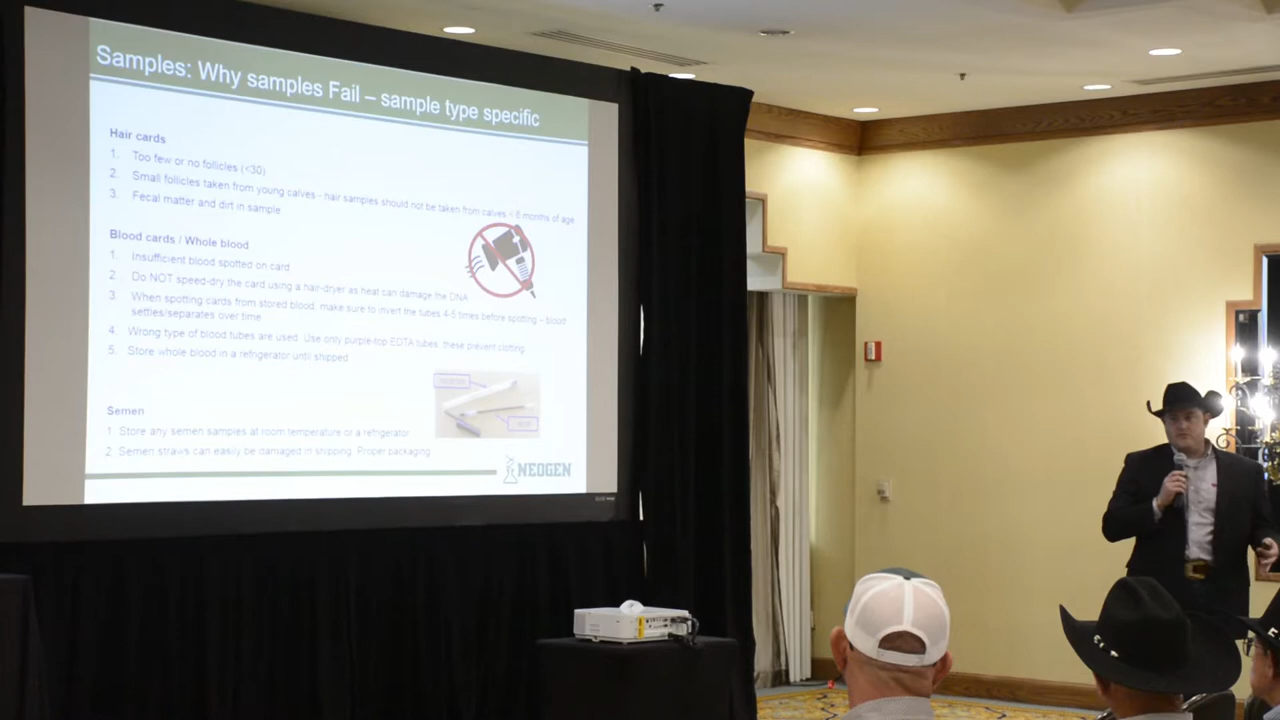 Samples: Why samples Fail – sample type specific
Hair cards
1. Too few or no follicles (<30)
2. Small follicles taken from young calves - hair samples should not be taken from calves < 6 months of age
3. Fecal matter and dirt in sample
Blood cards / Whole blood
1. Insufficient blood spotted on card
2. Do NOT speed-dry the card using a hair-dryer as heat can damage the DNA
3 When spotting cards from stored blood, make sure to invert the tubes 4-5 times before spotting – blood
settles/separates over time
4. Wrong type of blood tubes are used. Use only purple-top EDTA tubes, these prevent clotting
5. Store whole blood in a refrigerator until shipped
Semen
1. Store any semen samples at room temperature or a refrigerator
2. Semen straws can easily be damaged in shipping. Proper packaging
NEOGEN